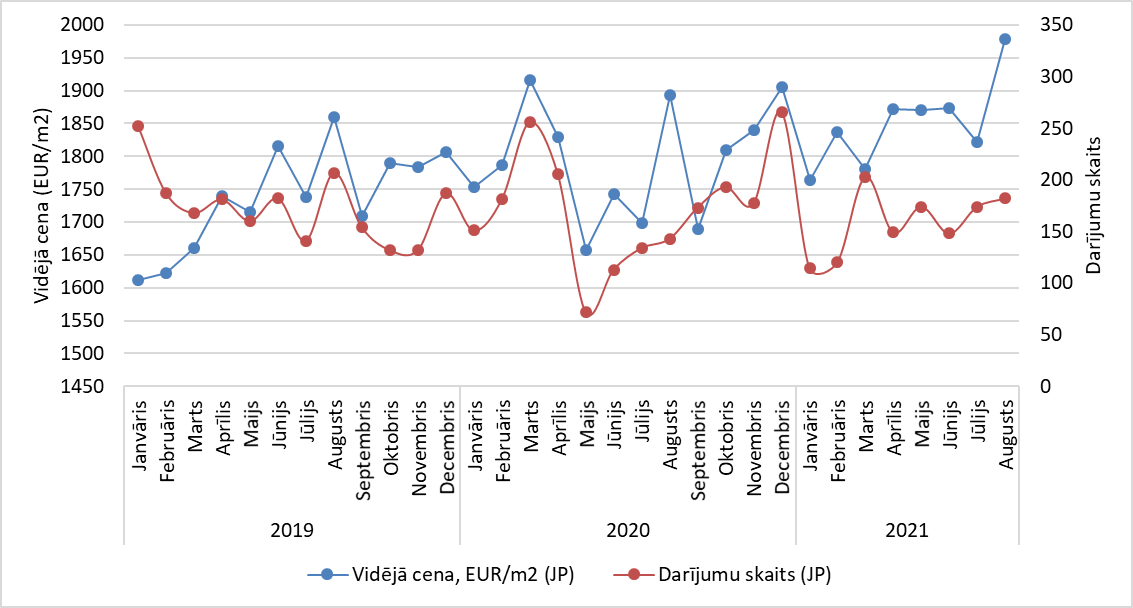 2000
1950
1900
1850
1800
1750
1700
1650
1600
1550
1500
1450
Vidējā cena (EUR/m2)
350
300
250
200
150
100
50
0
Darījumu skaits
Janvāris
Februāris
Marts
Aprīlis
Maijs
Jūnijs
Jūlijs
Augusts
Septembris
Oktobris
Novembris
Decembris
Janvāris
Februāris
Marts
Aprīlis
Maijs
Jūnijs
Jūlijs
Augusts
Septembris
Oktobris
Novembris
Decembris
Janvāris
Februāris
Marts
Aprīlis
Maijs
Jūnijs
Jūlijs
Augusts
2019
2020
2021
Vidējā cena, EUR/m2 (JP)
Darījumu skaits (JP)